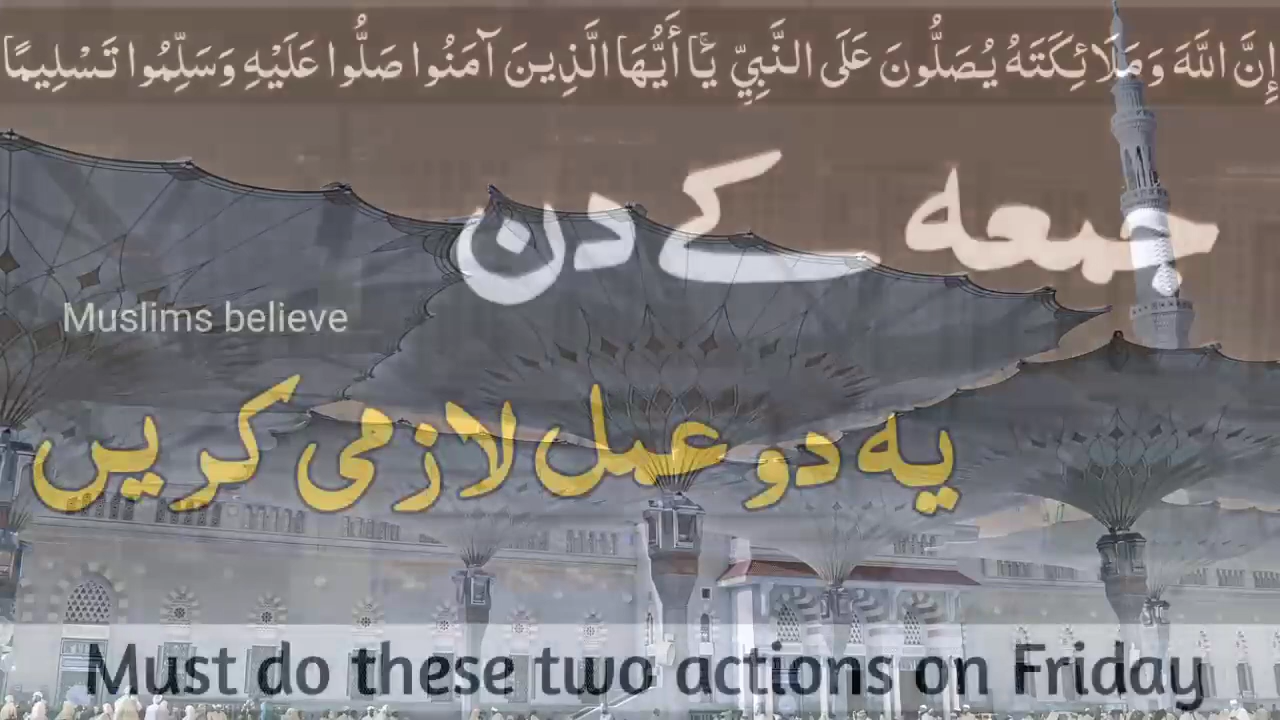 إِنَّ اللَّهَ وَمَلَائِكَتَهُ يُصَلُّونَ عَلَى النَّبِيِّ يَا أَيُّهَا الَّذِينَ آمَنُوا صَلُّوا عَلَيْهِ وَسَلِّمُوا تَسْلِيمًا
جمعہ کے دن
Muslims believe
یہ دو عمل لازمی کریں
Must do these two actions on Friday